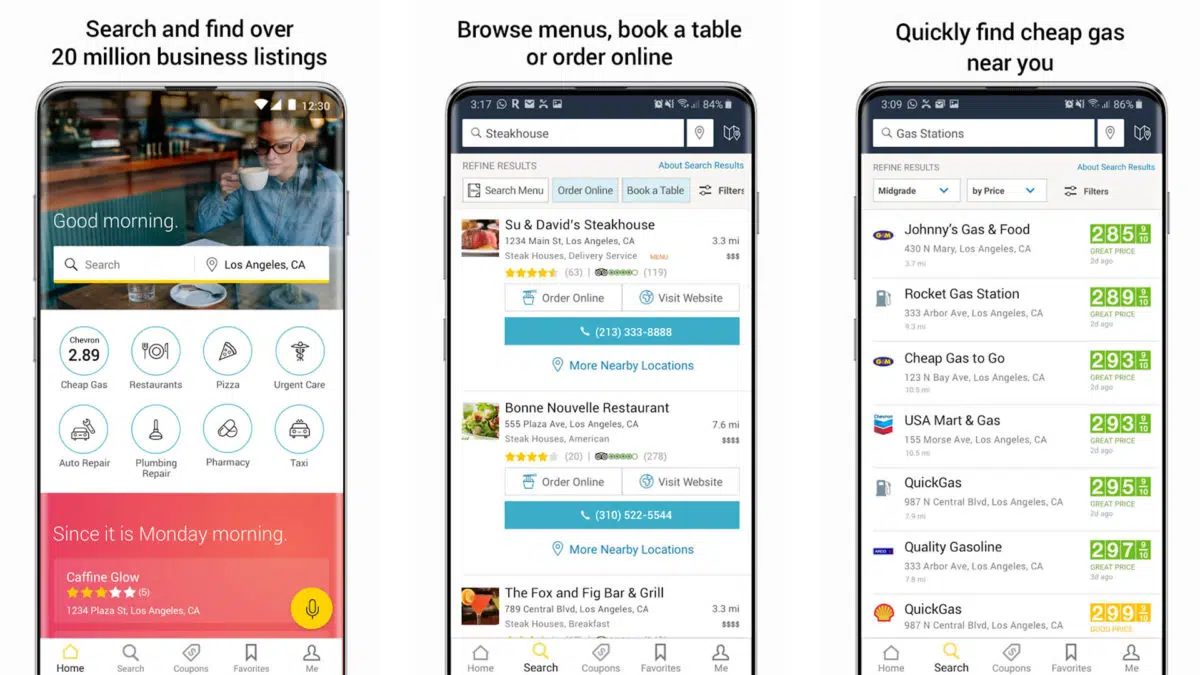 Search and find over
20 million business listings
12:30
Good morning.
Search
Los Angeles, CA
Chevron
2.89
Cheap Gas
Restaurants
Pizza
Urgent Care
Auto Repair
Plumbing
Repair
Pharmacy
Taxi
Since it is Monday morning.
Caffine Glow
(5)
1234 Plaza St, Los Angeles, CA
Home
Search
Coupons
Favorites
Me
Browse menus, book a table
or order online
3:17
84%
Steakhouse
REFINE RESULTS
About Search Results
Search Menu
Order Online
Book a Table
Filters
Su & David's Steakhouse
1234 Main St, Los Angeles, CA
3.3 mi
Steak Houses, Delivery Service
MENU
$$$
(63) | (119)
Order Online
Visit Website
(213) 333-8888
More Nearby Locations
Bonne Nouvelle Restaurant
555 Plaza Ave, Los Angeles, CA
7.6 mi
Steak Houses, American
$$$$
(20) | (278)
Order Online
Visit Website
(310) 522-5544
More Nearby Locations
The Fox and Fig Bar & Grill
789 Central Blvd, Los Angeles, CA
3.3 mi
Steak Houses, Breakfast
$$$$
Home
Search
Coupons
Favorites
Me
Quickly find cheap gas
near you
3:09
86%
Gas Stations
REFINE RESULTS
About Search Results
Midgrade
by Price
Filters
Johnny's Gas & Food
430 N Mary, Los Angeles, CA
3.7 mi
285 9/10
GREAT PRICE
2d ago
Rocket Gas Station
333 Arbor Ave, Los Angeles, CA
9.3 mi
289 9/10
GREAT PRICE
2d ago
Cheap Gas to Go
123 N Bay Ave, Los Angeles, CA
10.5 mi
293 9/10
GREAT PRICE
2d ago
Chevron
USA Mart & Gas
155 Morse Ave, Los Angeles, CA
10.5 mi
293 9/10
GREAT PRICE
2d ago
QuickGas
987 N Central Blvd, Los Angeles, CA
7.9 mi
295 9/10
GREAT PRICE
2d ago
ARCO
Quality Gasoline
333 Arbor Ave, Los Angeles, CA
7.8 mi
297 9/10
GREAT PRICE
3d ago
QuickGas
987 N Central Blvd, Los Angeles, CA
299 9/10
GOOD PRICE
Home
Search
Coupons
Favorites
Me